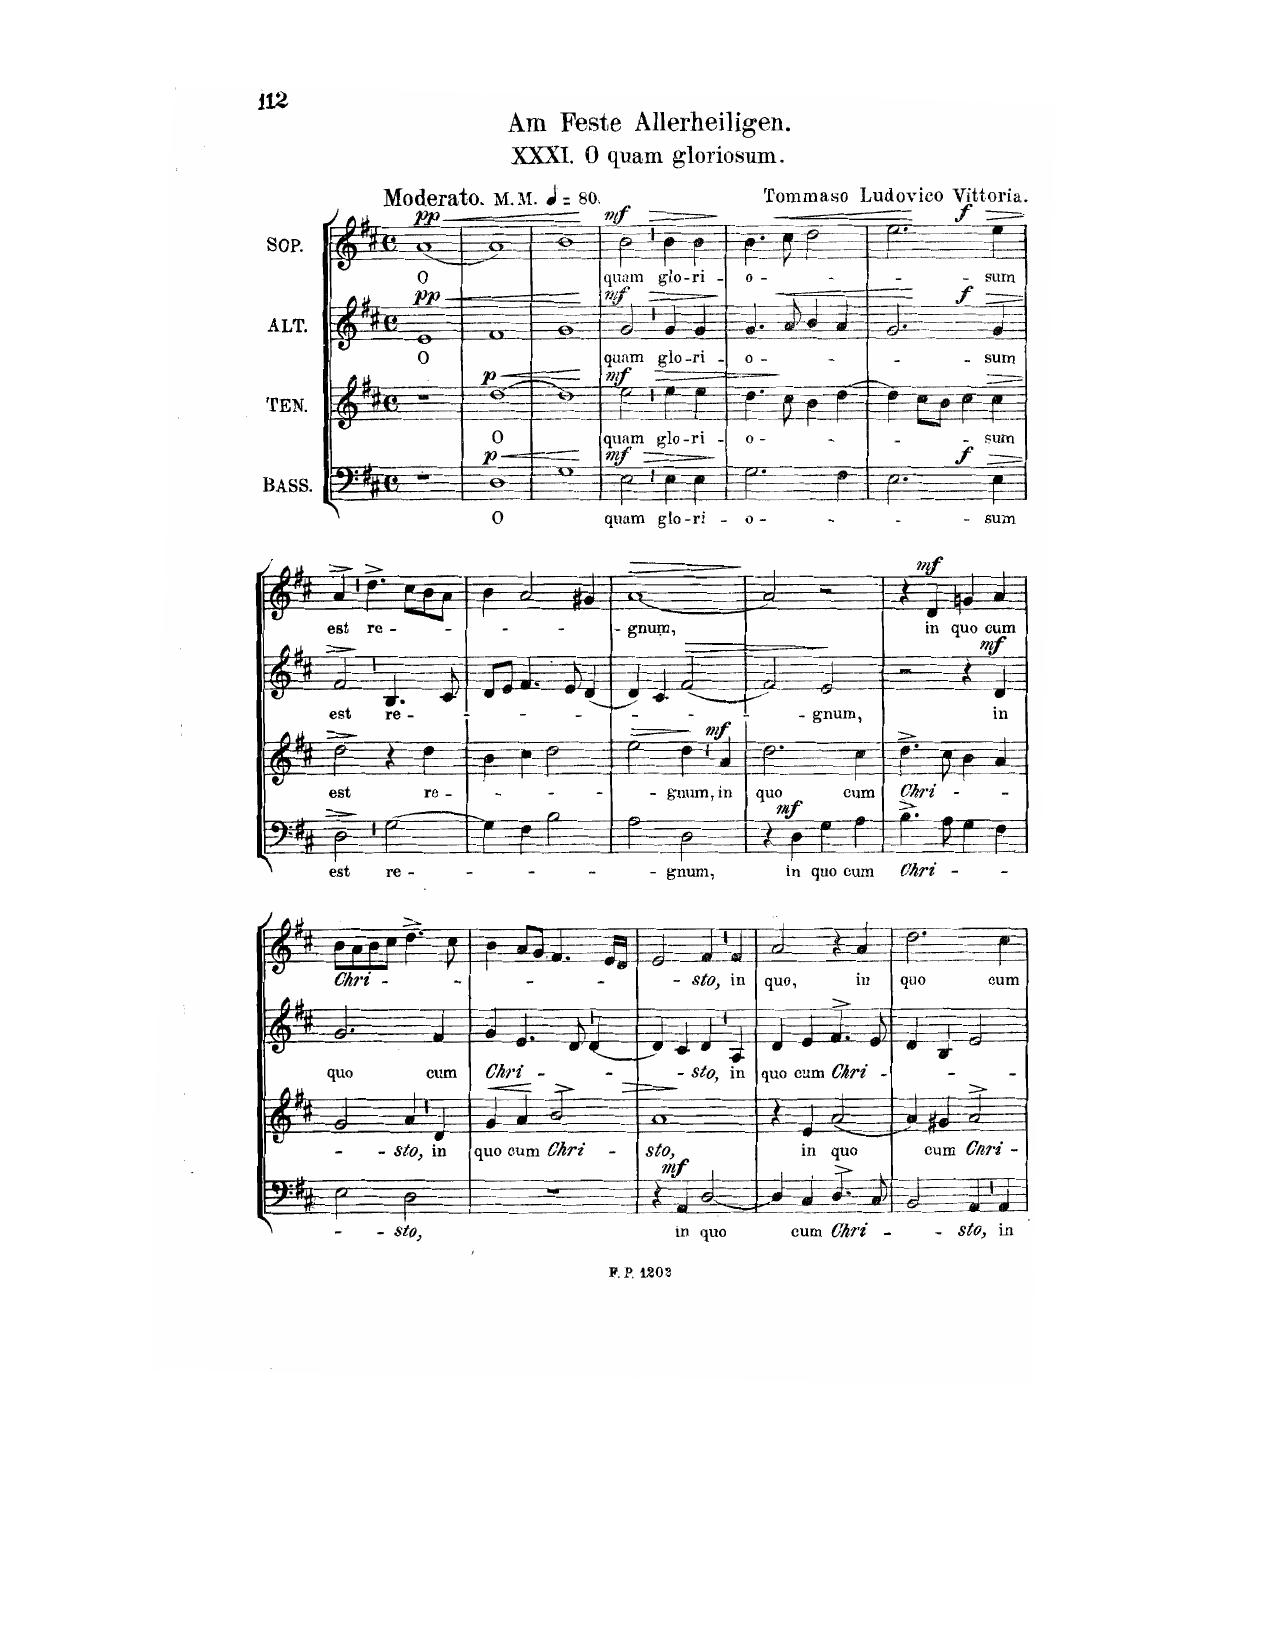 112
Am Feste Allerheiligen.
XXXI. O quam gloriosum.
Moderato. M.M. ♩ = 80.
Tommaso Ludovico Vittoria.
pp mf f
SOP.
O quam glo-ri - o - - - sum
pp mf f
ALT.
O quam glo-ri - o - - - sum
p mf
TEN.
O quam glo-ri - o - - - sum
p mf f
BASS.
O quam glo-ri - o - - - sum
mf
est re - - - - gnum, in quo cum
mf
est re - - - - - - gnum, in
mf
est re - - - - gnum, in quo cum Chri - -
mf
est re - - - - gnum, in quo cum Chri - -
Chri - - - - - sto, in quo, in quo cum
quo cum Chri - - - sto, in quo cum Chri - - -
- - sto, in quo cum Chri - sto, in quo cum Chri -
mf
- - sto, in quo cum Chri - - sto, in
F. P. 1203